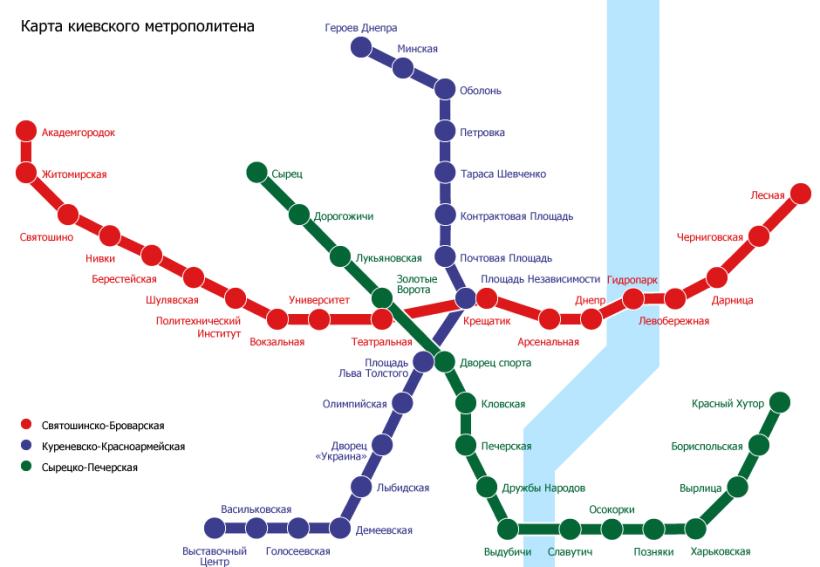 Карта киевского метрополитена
Героев Днепра
Минская
Оболонь
Петровка
Тараса Шевченко
Контрактовая Площадь
Почтовая Площадь
Площадь Независимости
Академгородок
Житомирская
Святошино
Нивки
Берестейская
Шулявская
Политехнический
Институт
Вокзальная
Университет
Театральная
Крещатик
Арсенальная
Днепр
Гидропарк
Левобережная
Дарница
Черниговская
Лесная
Сырец
Дорогожичи
Лукьяновская
Золотые
Ворота
Дворец спорта
Кловская
Печерская
Дружбы Народов
Выдубичи
Славутич
Осокорки
Позняки
Харьковская
Вырлица
Бориспольская
Красный Хутор
Площадь
Льва Толстого
Олимпийская
Дворец
«Украина»
Лыбидская
Демеевская
Голосеевская
Васильковская
Выставочный
Центр
Святошинско-Броварская
Куреневско-Красноармейская
Сырецко-Печерская